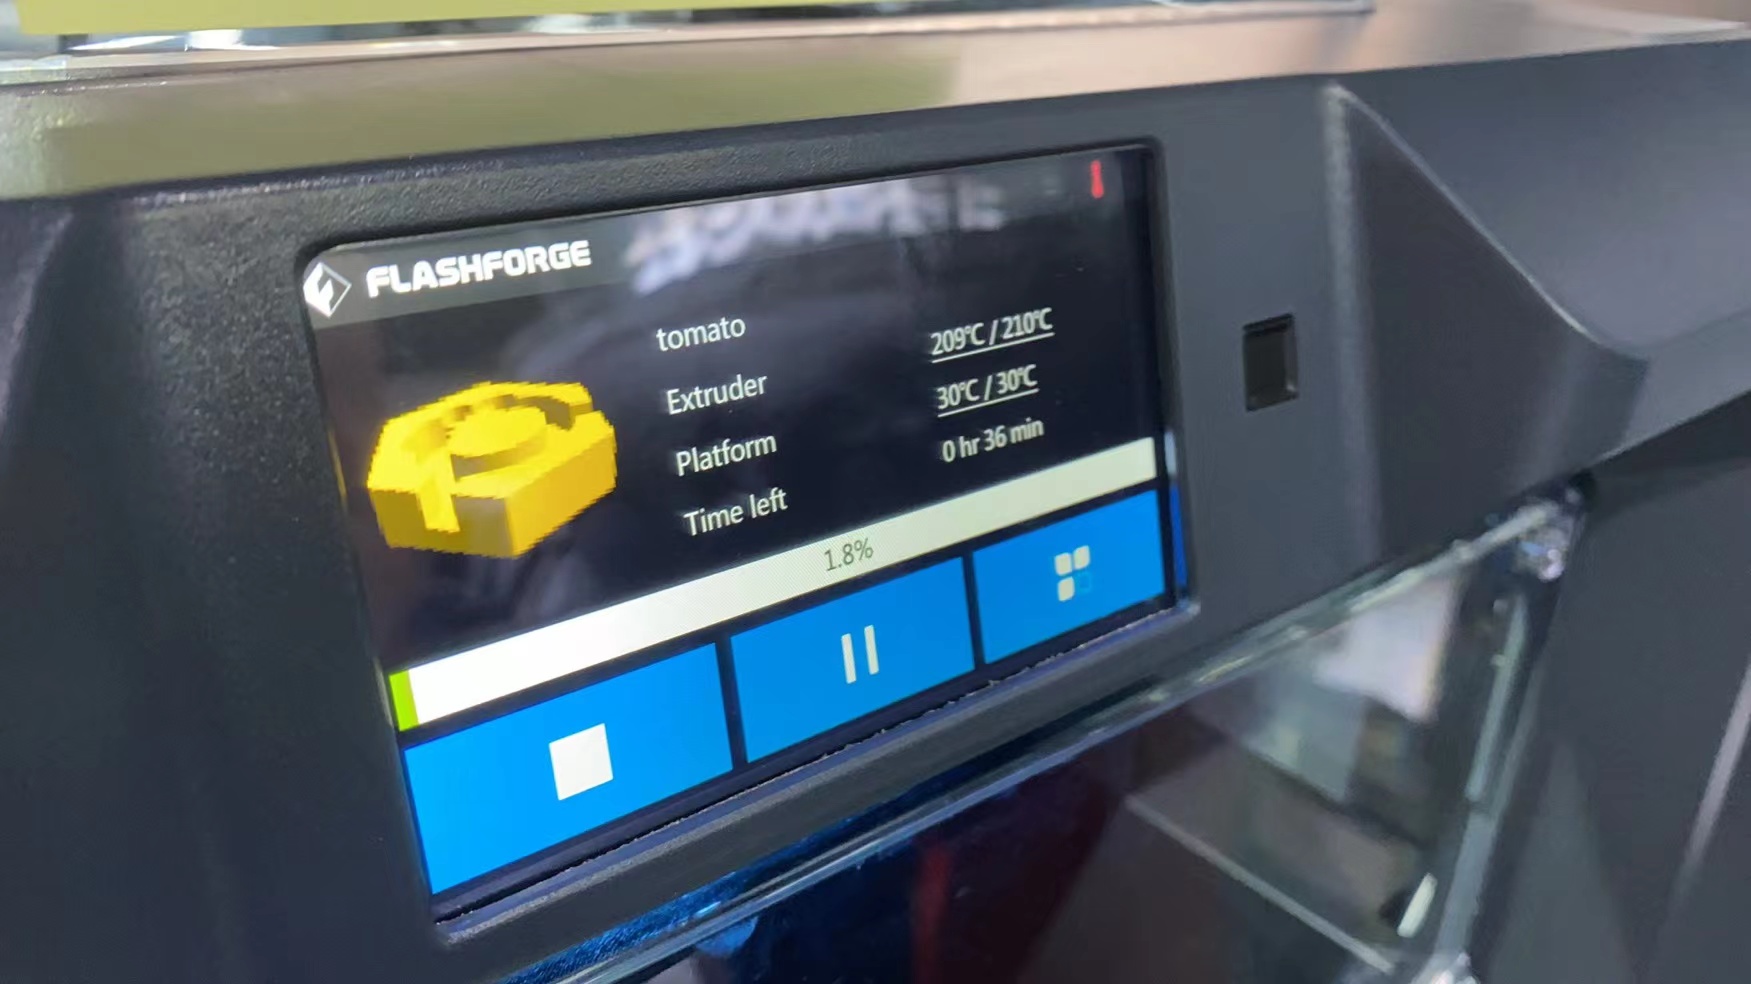 FLASHFORGE
tomato
Extruder 209℃ / 210℃
Platform 30℃ / 30℃
Time left 0 hr 36 min
1.8%